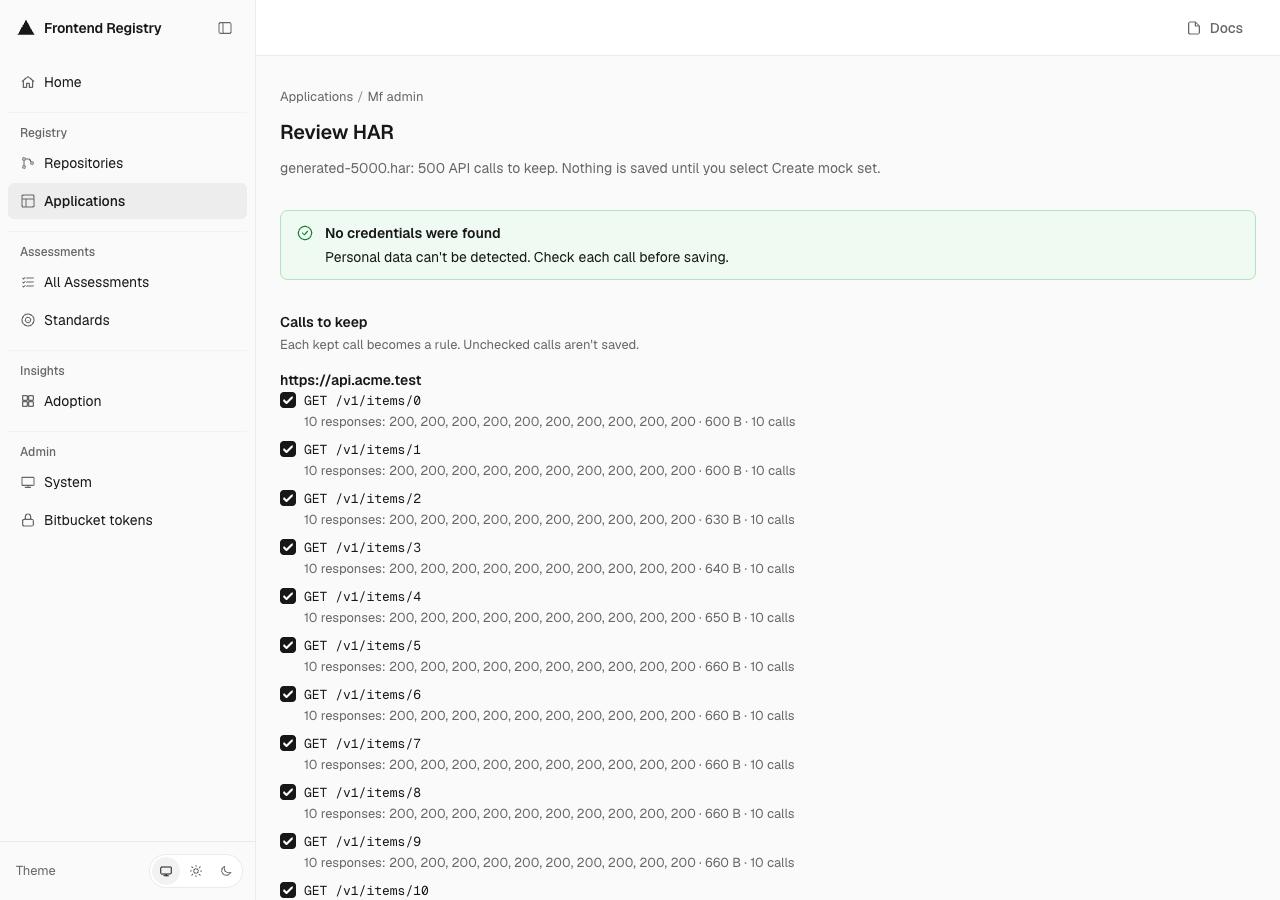 Frontend Registry
Docs
Home
Registry
Repositories
Applications
Assessments
All Assessments
Standards
Insights
Adoption
Admin
System
Bitbucket tokens
Theme
Applications / Mf admin
Review HAR
generated-5000.har: 500 API calls to keep. Nothing is saved until you select Create mock set.
No credentials were found
Personal data can't be detected. Check each call before saving.
Calls to keep
Each kept call becomes a rule. Unchecked calls aren't saved.
https://api.acme.test
GET /v1/items/0
10 responses: 200, 200, 200, 200, 200, 200, 200, 200, 200, 200 · 600 B · 10 calls
GET /v1/items/1
10 responses: 200, 200, 200, 200, 200, 200, 200, 200, 200, 200 · 600 B · 10 calls
GET /v1/items/2
10 responses: 200, 200, 200, 200, 200, 200, 200, 200, 200, 200 · 630 B · 10 calls
GET /v1/items/3
10 responses: 200, 200, 200, 200, 200, 200, 200, 200, 200, 200 · 640 B · 10 calls
GET /v1/items/4
10 responses: 200, 200, 200, 200, 200, 200, 200, 200, 200, 200 · 650 B · 10 calls
GET /v1/items/5
10 responses: 200, 200, 200, 200, 200, 200, 200, 200, 200, 200 · 660 B · 10 calls
GET /v1/items/6
10 responses: 200, 200, 200, 200, 200, 200, 200, 200, 200, 200 · 660 B · 10 calls
GET /v1/items/7
10 responses: 200, 200, 200, 200, 200, 200, 200, 200, 200, 200 · 660 B · 10 calls
GET /v1/items/8
10 responses: 200, 200, 200, 200, 200, 200, 200, 200, 200, 200 · 660 B · 10 calls
GET /v1/items/9
10 responses: 200, 200, 200, 200, 200, 200, 200, 200, 200, 200 · 660 B · 10 calls
GET /v1/items/10